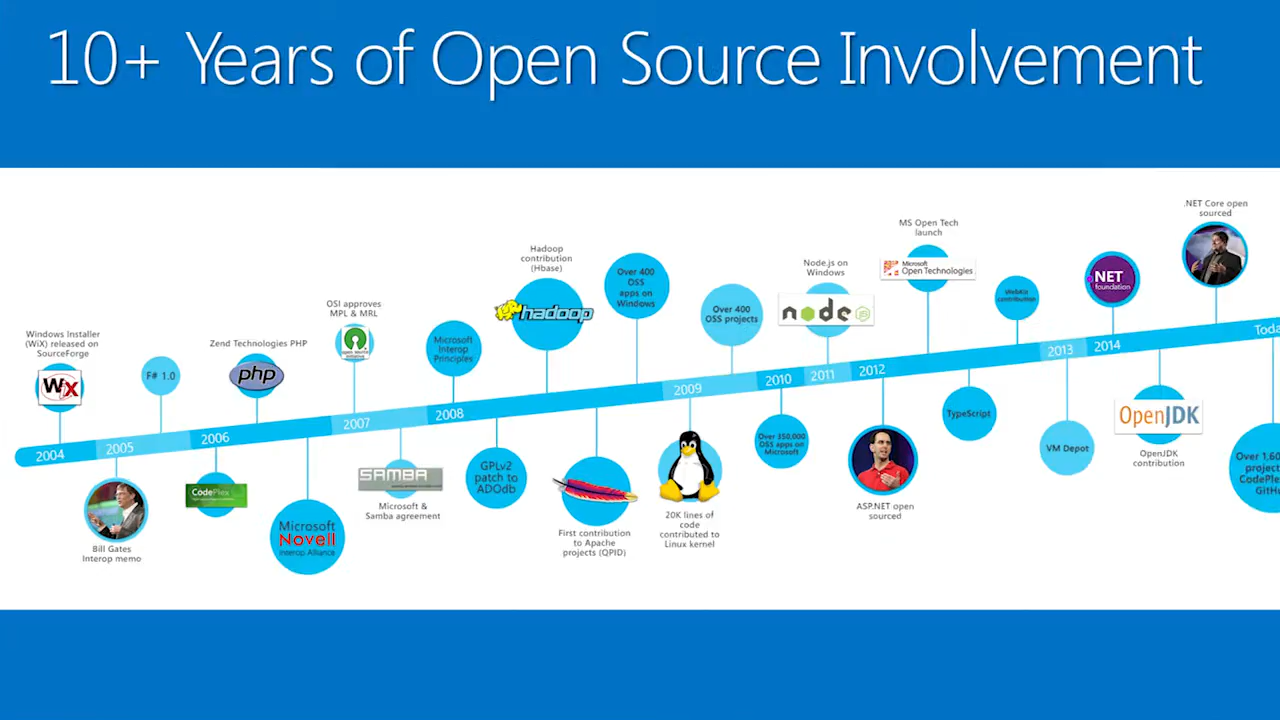 10+ Years of Open Source Involvement
.NET Core open
sourced
MS Open Tech
launch
Microsoft
Open Technologies
Hadoop
contribution
(Hbase)
hadoop
Over 400
OSS
apps on
Windows
Node.js on
Windows
node
JS
WebKit
contribution
.NET
foundation
OSI approves
MPL & MRL
open source
initiative
Over 400
OSS projects
Windows Installer
(WiX) released on
SourceForge
WiX
F# 1.0
Zend Technologies PHP
php
Microsoft
Interop
Principles
2004
2005
2006
2007
2008
2009
2010
2011
2012
2013
2014
Toda
Bill Gates
Interop memo
CodePlex
Microsoft
Novell
Interop Alliance
SAMBA
Microsoft &
Samba agreement
GPLv2
patch to
ADOdb
First contribution
to Apache
projects (QPID)
20K lines of
code
contributed to
Linux kernel
Over 350,000
OSS apps on
Microsoft
ASP.NET open
sourced
TypeScript
VM Depot
OpenJDK
OpenJDK
contribution
Over 1,60
project
CodePle
GitHu